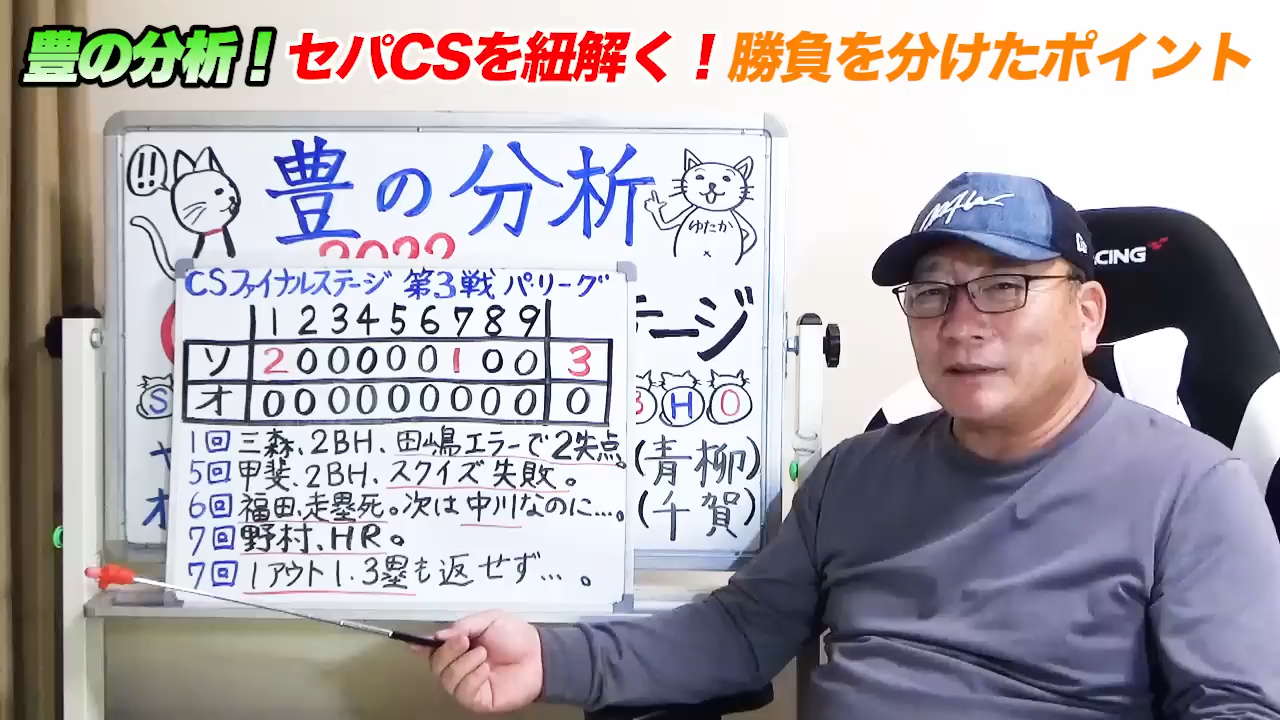 豊の分析！セパCSを紐解く！勝負を分けたポイント
!!
豊の分析
ゆたか
×
2022
CSファイナルステージ 第3戦 パ・リーグ
1 2 3 4 5 6 7 8 9
ソ 2 0 0 0 0 0 1 0 0 3
オ 0 0 0 0 0 0 0 0 0 0
1回 三森、2BH、田嶋エラーで2失点。
5回 甲斐、2BH、スクイズ失敗。
6回 福田、走塁死。次は中川なのに…。
7回 野村、HR。
7回 1アウト1.3塁も返せず…。
テージ
S
B H O
ヤ
(青柳)
オ
(千賀)
CING